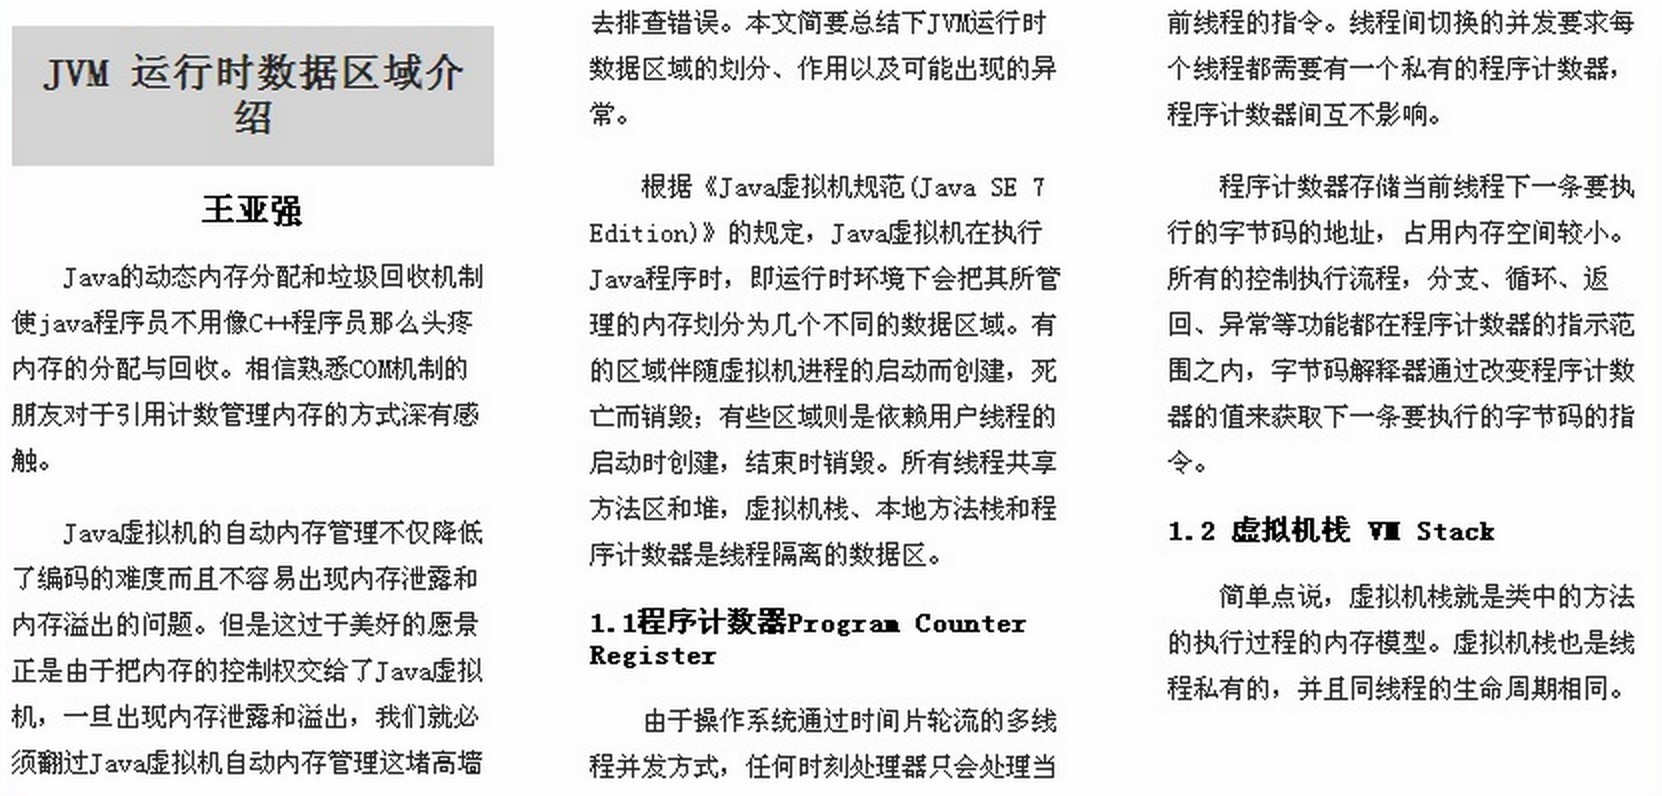 JVM 运行时数据区域介
绍
王亚强
Java的动态内存分配和垃圾回收机制
使java程序员不用像C++程序员那么头疼
内存的分配与回收。相信熟悉COM机制的
朋友对于引用计数管理内存的方式深有感
触。
Java虚拟机的自动内存管理不仅降低
了编码的难度而且不容易出现内存泄露和
内存溢出的问题。但是这过于美好的愿景
正是由于把内存的控制权交给了Java虚拟
机，一旦出现内存泄露和溢出，我们就必
须翻过Java虚拟机自动内存管理这堵高墙
去排查错误。本文简要总结下JVM运行时
数据区域的划分、作用以及可能出现的异
常。
根据《Java虚拟机规范(Java SE 7
Edition)》的规定，Java虚拟机在执行
Java程序时，即运行时环境下会把其所管
理的内存划分为几个不同的数据区域。有
的区域伴随虚拟机进程的启动而创建，死
亡而销毁；有些区域则是依赖用户线程的
启动时创建，结束时销毁。所有线程共享
方法区和堆，虚拟机栈、本地方法栈和程
序计数器是线程隔离的数据区。
1.1程序计数器Program Counter
Register
由于操作系统通过时间片轮流的多线
程并发方式，任何时刻处理器只会处理当
前线程的指令。线程间切换的并发要求每
个线程都需要有一个私有的程序计数器，
程序计数器间互不影响。
程序计数器存储当前线程下一条要执
行的字节码的地址，占用内存空间较小。
所有的控制执行流程，分支、循环、返
回、异常等功能都在程序计数器的指示范
围之内，字节码解释器通过改变程序计数
器的值来获取下一条要执行的字节码的指
令。
1.2 虚拟机栈 VM Stack
简单点说，虚拟机栈就是类中的方法
的执行过程的内存模型。虚拟机栈也是线
程私有的，并且同线程的生命周期相同。